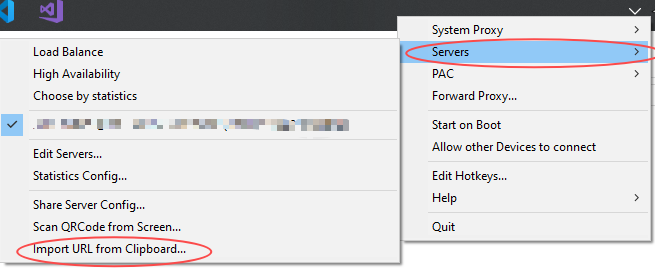 System Proxy
Servers
PAC
Forward Proxy...
Start on Boot
Allow other Devices to connect
Edit Hotkeys...
Help
Quit
Load Balance
High Availability
Choose by statistics
Edit Servers...
Statistics Config...
Share Server Config...
Scan QRCode from Screen...
Import URL from Clipboard...